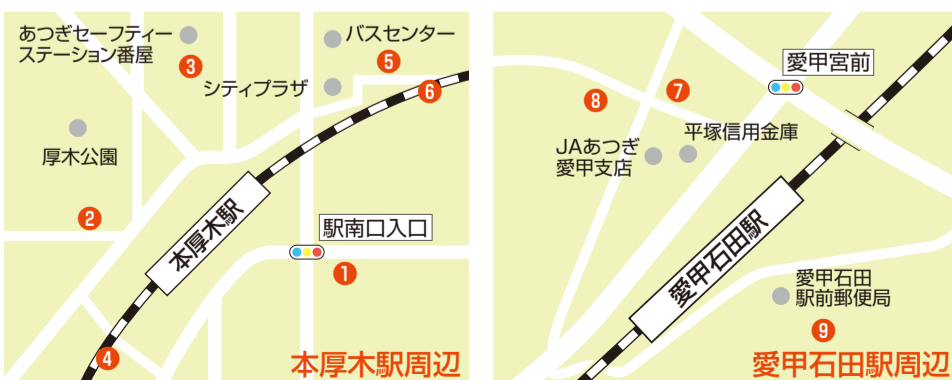 あつぎセーフティー
ステーション番屋
3
バスセンター
5
シティプラザ
6
厚木公園
2
本厚木駅
駅南口入口
1
4
本厚木駅周辺
愛甲宮前
8
7
JAあつぎ
愛甲支店
平塚信用金庫
愛甲石田駅
愛甲石田
駅前郵便局
9
愛甲石田駅周辺